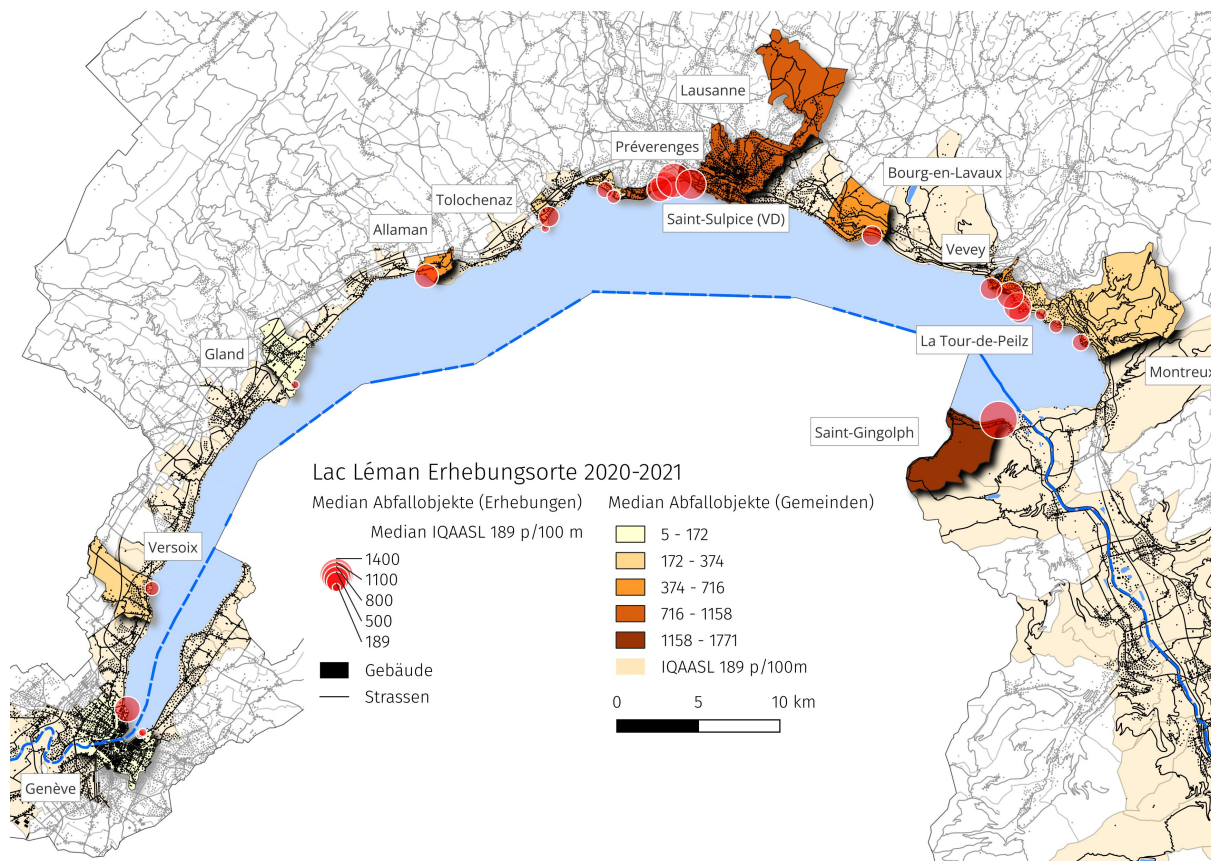 Lausanne
Préverenges
Bourg-en-Lavaux
Tolochenaz
Saint-Sulpice (VD)
Allaman
Vevey
La Tour-de-Peilz
Gland
Montreux
Saint-Gingolph
Lac Léman Erhebungsorte 2020-2021
Median Abfallobjekte (Erhebungen)
Median IQAASL 189 p/100 m
1400
1100
800
500
189
Gebäude
Strassen
Median Abfallobjekte (Gemeinden)
5 - 172
172 - 374
374 - 716
716 - 1158
1158 - 1771
IQAASL 189 p/100m
0 5 10 km
Versoix
Genève